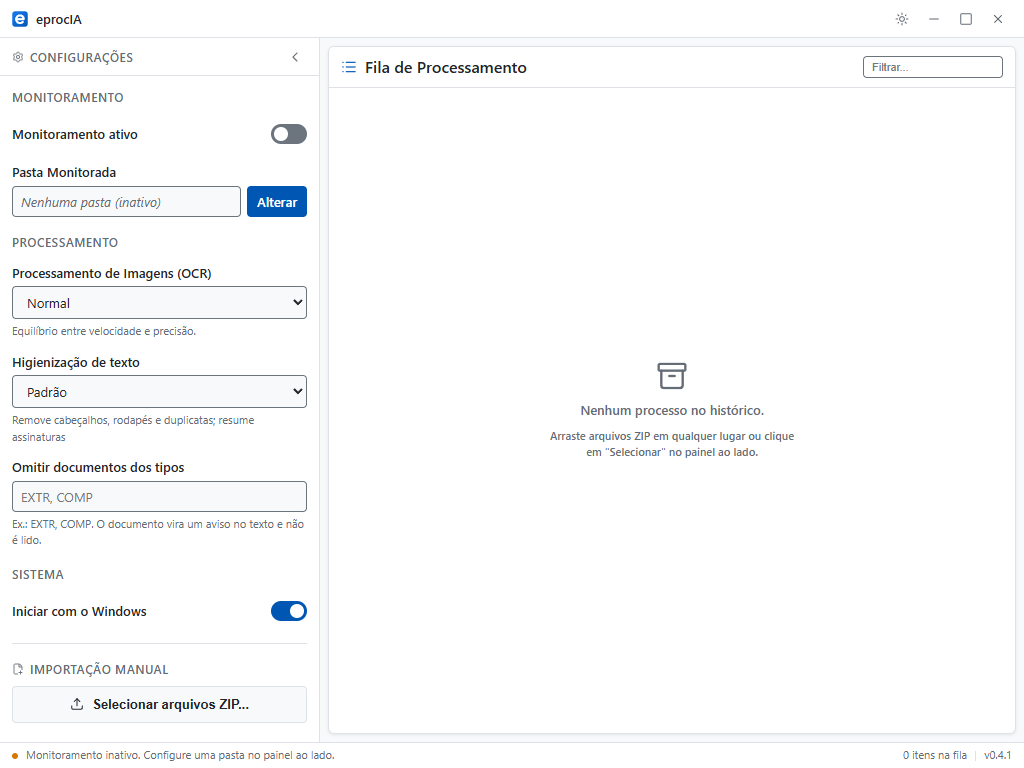 eprocIA
CONFIGURAÇÕES
MONITORAMENTO
Monitoramento ativo
Pasta Monitorada
Nenhuma pasta (inativo)
Alterar
PROCESSAMENTO
Processamento de Imagens (OCR)
Normal
Equilíbrio entre velocidade e precisão.
Higienização de texto
Padrão
Remove cabeçalhos, rodapés e duplicatas; resume
assinaturas
Omitir documentos dos tipos
EXTR, COMP
Ex.: EXTR, COMP. O documento vira um aviso no texto e não
é lido.
SISTEMA
Iniciar com o Windows
IMPORTAÇÃO MANUAL
Selecionar arquivos ZIP...
Fila de Processamento
Filtrar...
Nenhum processo no histórico.
Arraste arquivos ZIP em qualquer lugar ou clique
em "Selecionar" no painel ao lado.
Monitoramento inativo. Configure uma pasta no painel ao lado.
0 itens na fila
v0.4.1